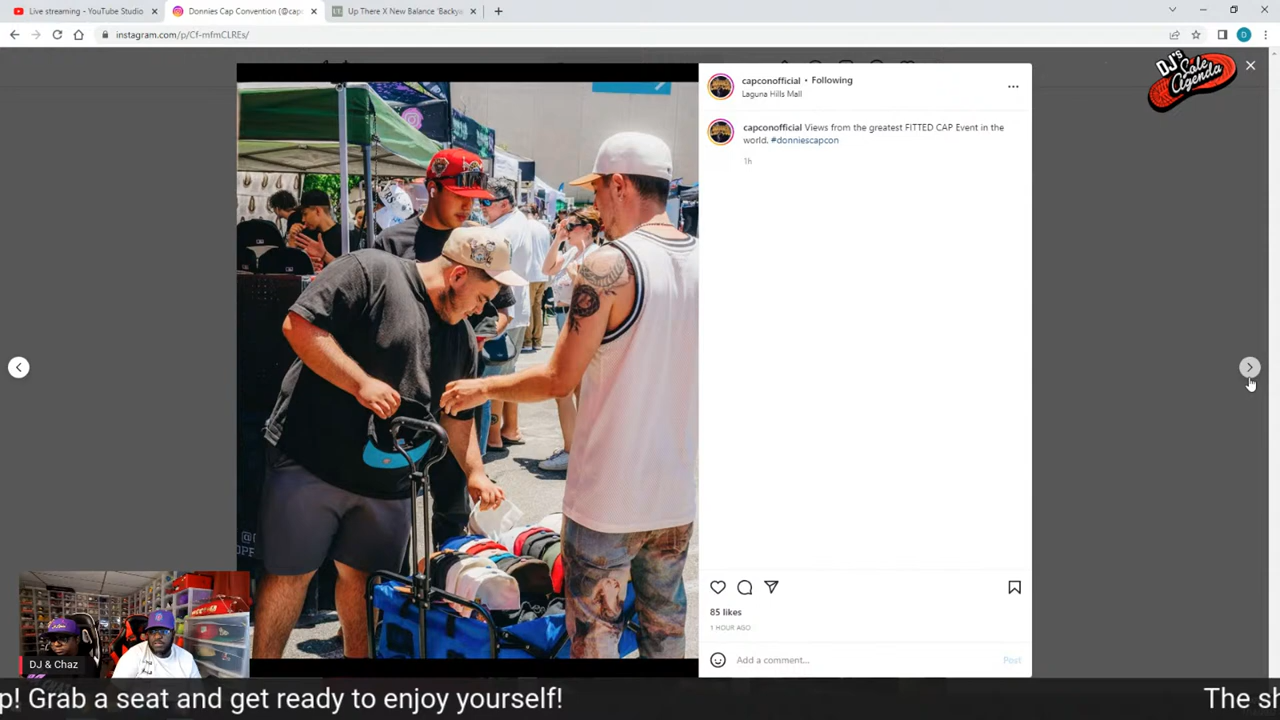 Live streaming - YouTube Studio
Donnies Cap Convention (@capc
Up There X New Balance 'Backya
instagram.com/p/Cf-mfmCLREs/
DJ's
Sole
Agenda
capconofficial • Following
Laguna Hills Mall
capconofficial Views from the greatest FITTED CAP Event in the
world. #donniescapcon
1h
85 likes
1 HOUR AGO
Add a comment...
Post
DJ & Chaz
p! Grab a seat and get ready to enjoy yourself!
The sh